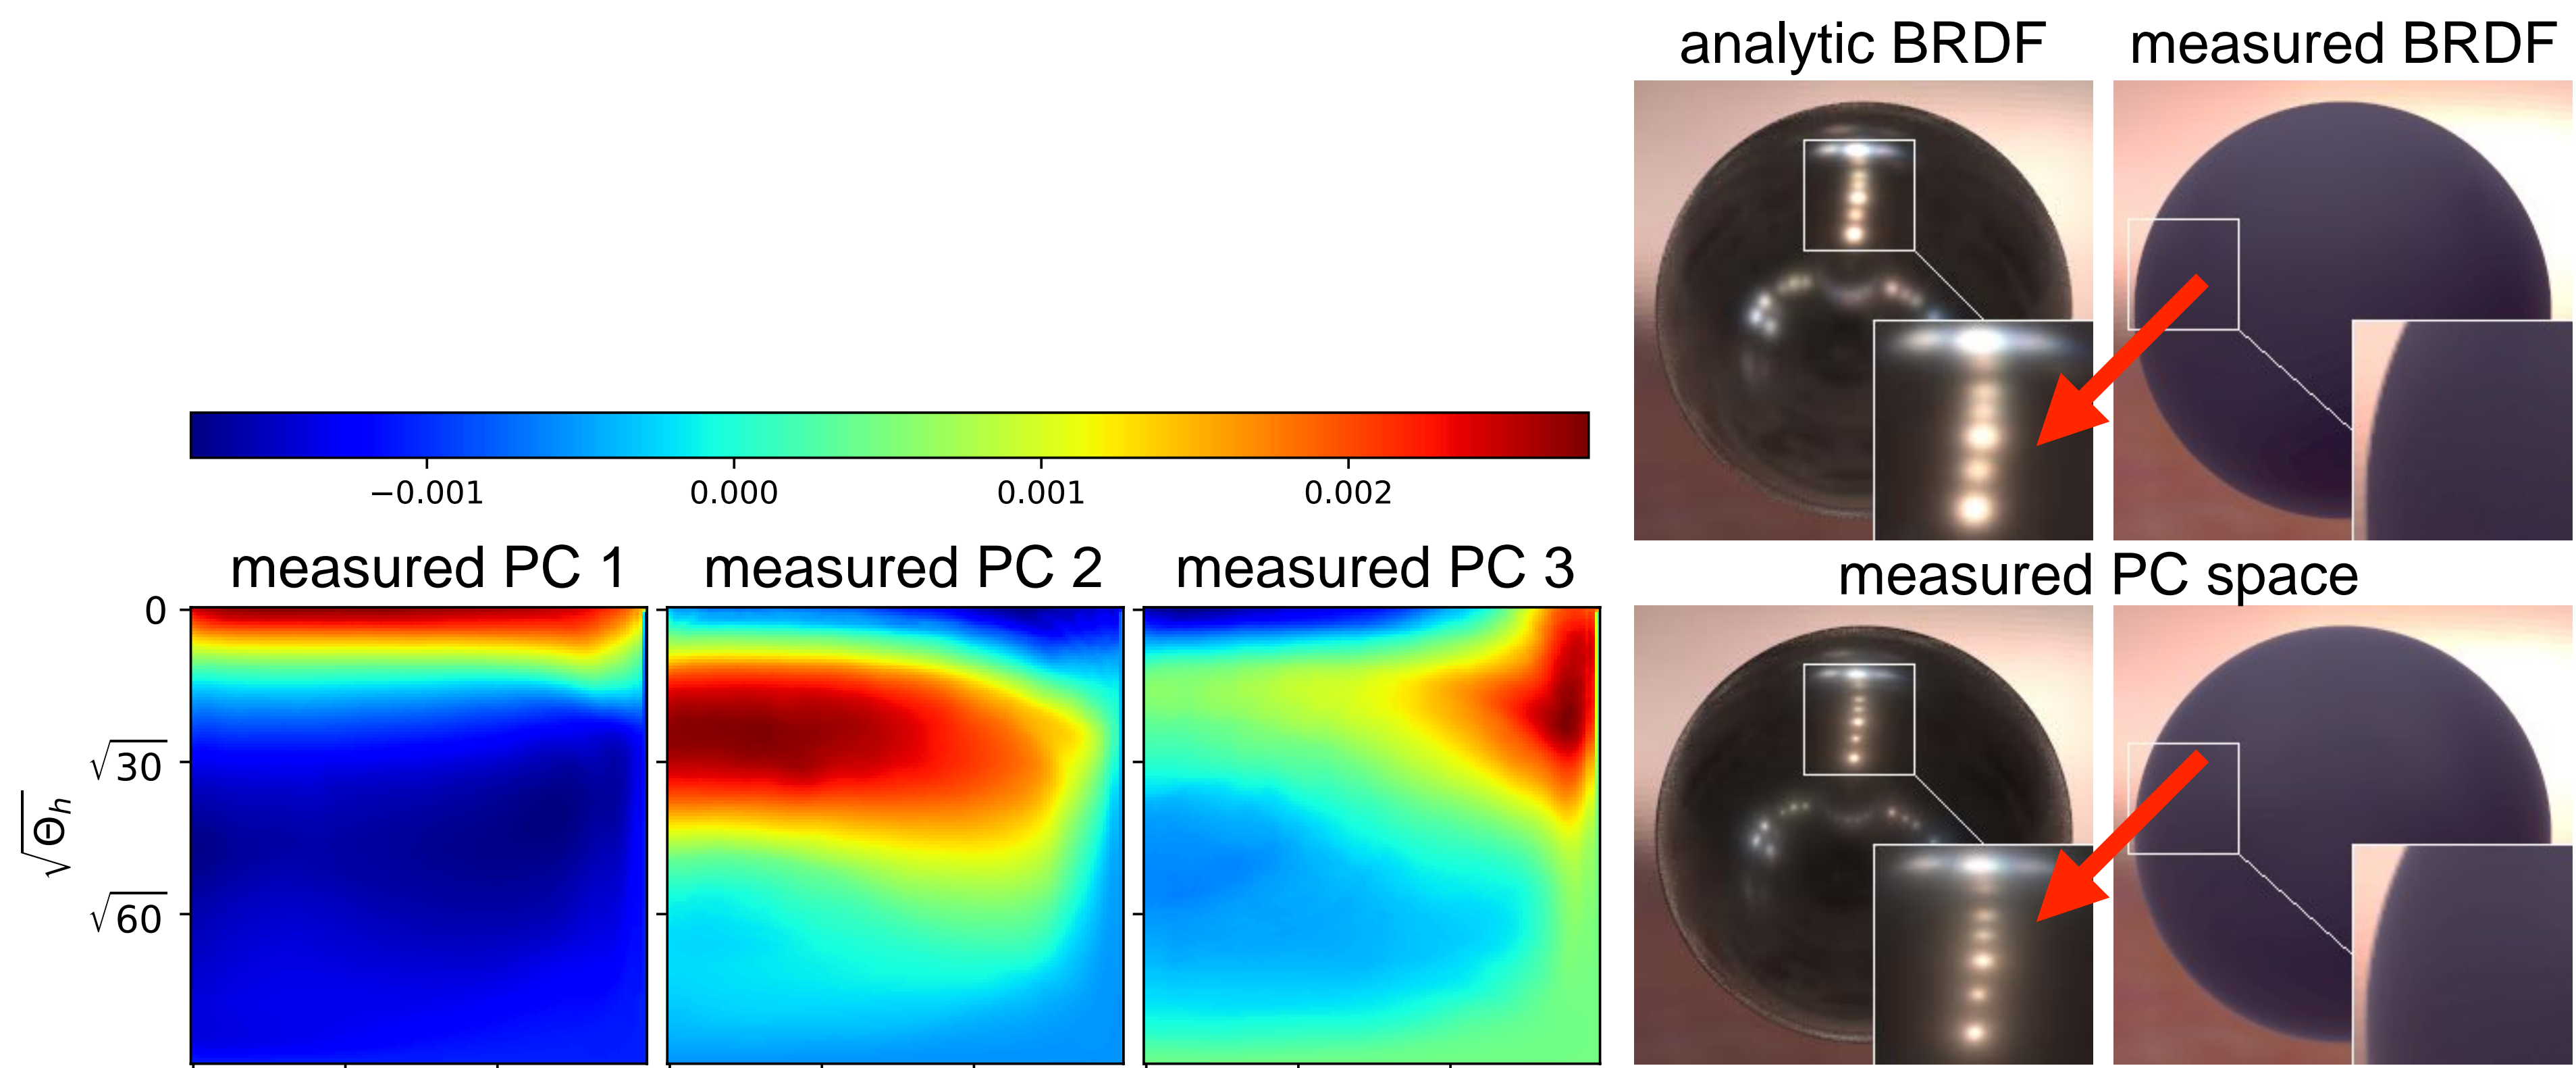 analytic BRDF
measured BRDF
−0.001 0.000 0.001 0.002
measured PC 1
measured PC 2
measured PC 3
measured PC space
0
√30
√60
√Θh